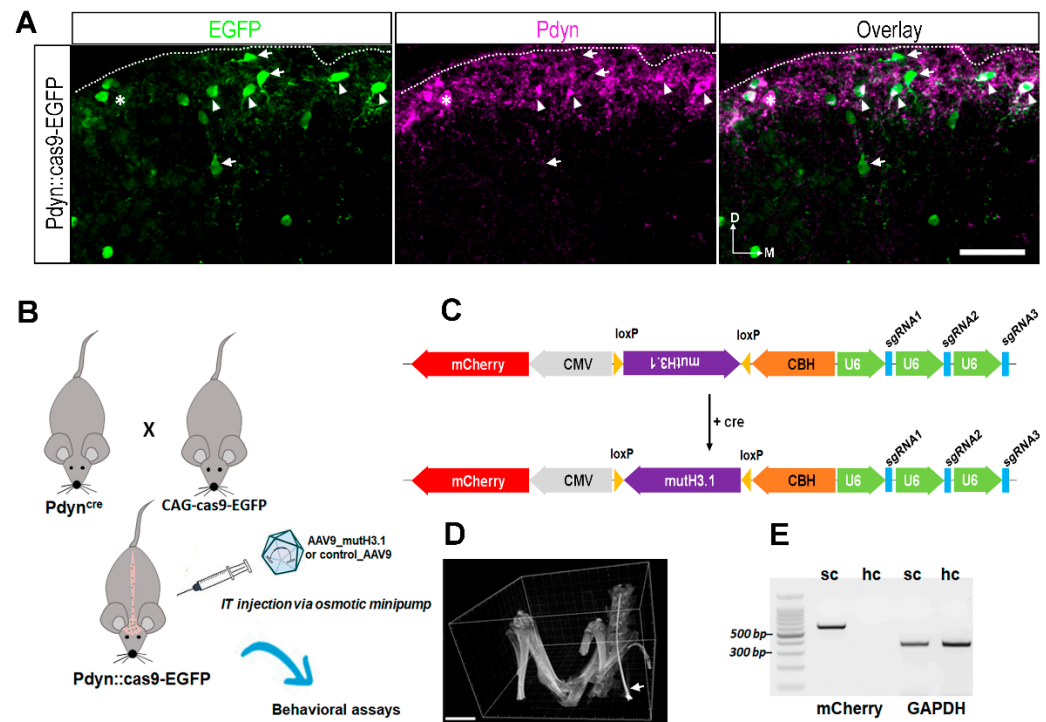 A
EGFP
Pdyn
Overlay
Pdyn::cas9-EGFP
*
*
*
D
M
B
X
Pdyncre
CAG-cas9-EGFP
AAV9_mutH3.1
or control_AAV9
IT injection via osmotic minipump
Pdyn::cas9-EGFP
Behavioral assays
C
loxP loxP sgRNA1 sgRNA2 sgRNA3
mCherry CMV mutH3.1 CBH U6 U6 U6
+ cre
loxP loxP sgRNA1 sgRNA2 sgRNA3
mCherry CMV mutH3.1 CBH U6 U6 U6
D
E
sc hc sc hc
500 bp
300 bp
mCherry GAPDH